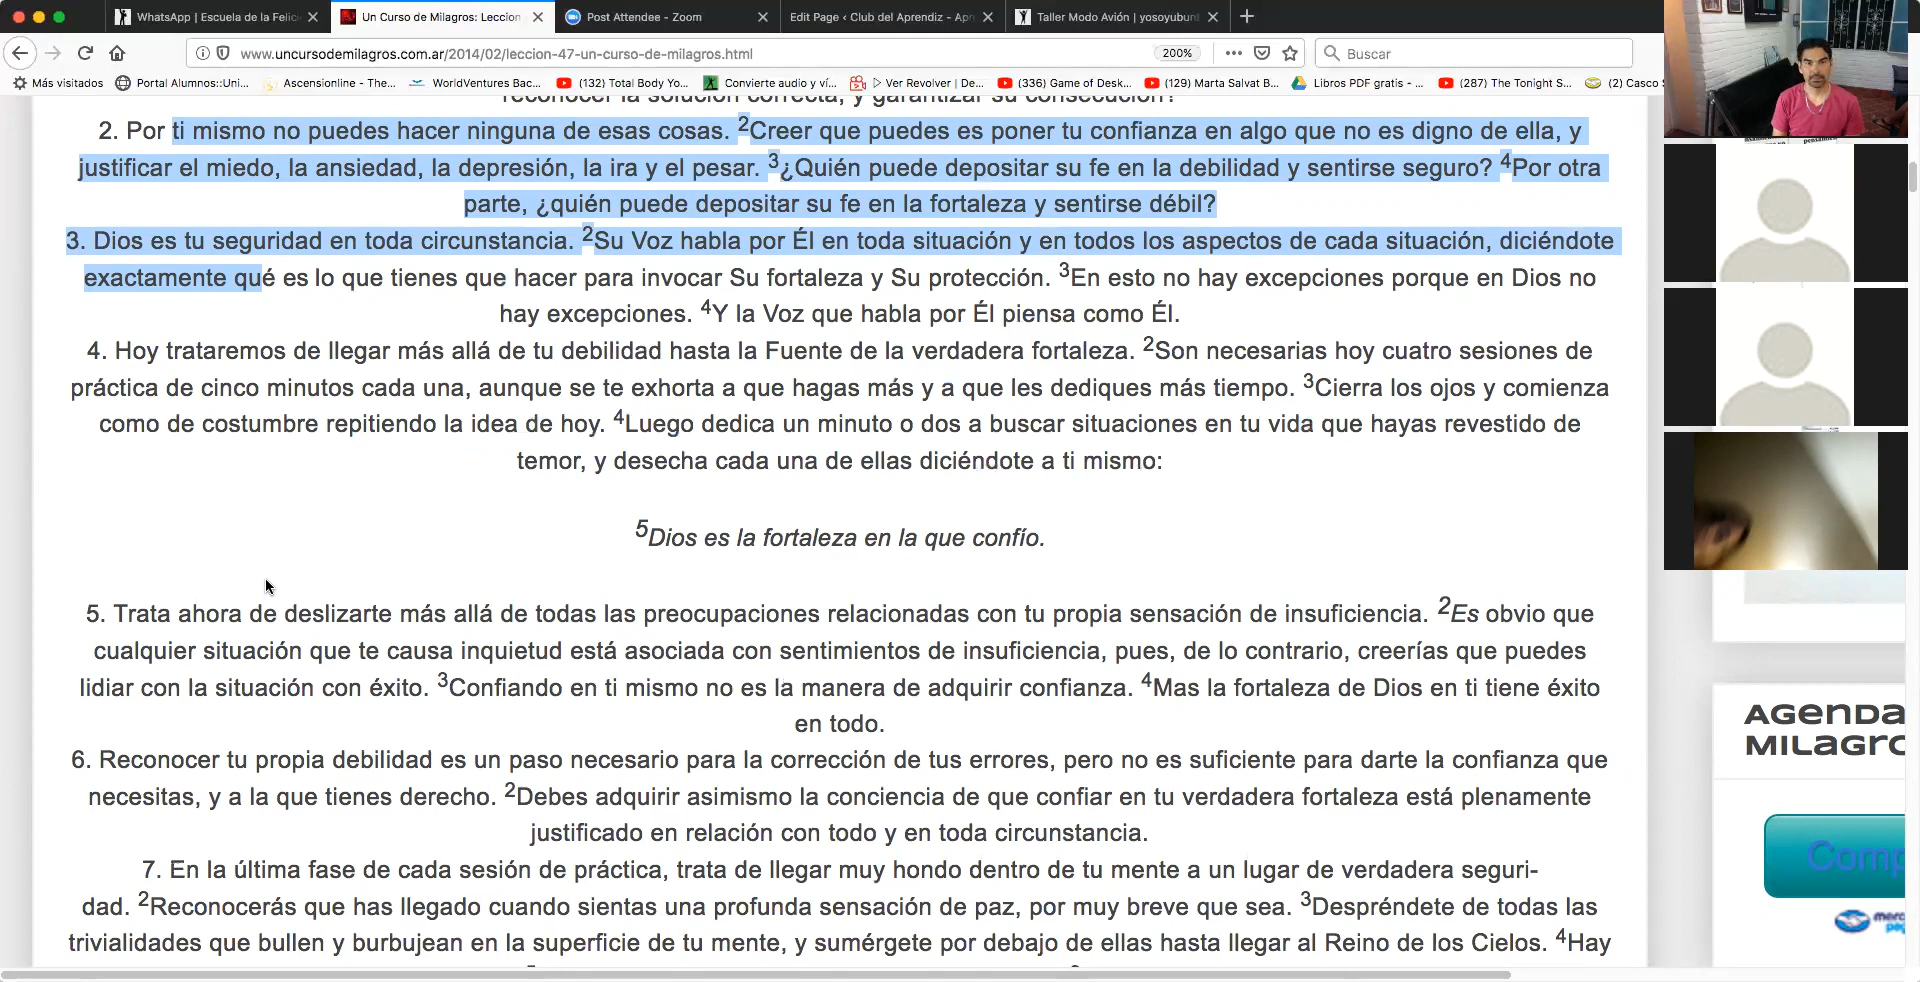 WhatsApp | Escuela de la Felic
Un Curso de Milagros: Leccion
Post Attendee - Zoom
Edit Page ‹ Club del Aprendiz - Apr
Taller Modo Avión | yosoyubun
www.uncursodemilagros.com.ar/2014/02/leccion-47-un-curso-de-milagros.html
200%
Buscar
Más visitados
Portal Alumnos::Uni...
Ascensionline - The...
WorldVentures Bac...
(132) Total Body Yo...
Convierte audio y ví...
▷ Ver Revolver | De...
(336) Game of Desk...
(129) Marta Salvat B...
Libros PDF gratis - ...
(287) The Tonight S...
(2) Casco
reconocer la solución correcta, y garantizar su consecución?
2. Por ti mismo no puedes hacer ninguna de esas cosas. 2Creer que puedes es poner tu confianza en algo que no es digno de ella, y
justificar el miedo, la ansiedad, la depresión, la ira y el pesar. 3¿Quién puede depositar su fe en la debilidad y sentirse seguro? 4Por otra
parte, ¿quién puede depositar su fe en la fortaleza y sentirse débil?
3. Dios es tu seguridad en toda circunstancia. 2Su Voz habla por Él en toda situación y en todos los aspectos de cada situación, diciéndote
exactamente qué es lo que tienes que hacer para invocar Su fortaleza y Su protección. 3En esto no hay excepciones porque en Dios no
hay excepciones. 4Y la Voz que habla por Él piensa como Él.
4. Hoy trataremos de llegar más allá de tu debilidad hasta la Fuente de la verdadera fortaleza. 2Son necesarias hoy cuatro sesiones de
práctica de cinco minutos cada una, aunque se te exhorta a que hagas más y a que les dediques más tiempo. 3Cierra los ojos y comienza
como de costumbre repitiendo la idea de hoy. 4Luego dedica un minuto o dos a buscar situaciones en tu vida que hayas revestido de
temor, y desecha cada una de ellas diciéndote a ti mismo:
5Dios es la fortaleza en la que confío.
5. Trata ahora de deslizarte más allá de todas las preocupaciones relacionadas con tu propia sensación de insuficiencia. 2Es obvio que
cualquier situación que te causa inquietud está asociada con sentimientos de insuficiencia, pues, de lo contrario, creerías que puedes
lidiar con la situación con éxito. 3Confiando en ti mismo no es la manera de adquirir confianza. 4Mas la fortaleza de Dios en ti tiene éxito
en todo.
6. Reconocer tu propia debilidad es un paso necesario para la corrección de tus errores, pero no es suficiente para darte la confianza que
necesitas, y a la que tienes derecho. 2Debes adquirir asimismo la conciencia de que confiar en tu verdadera fortaleza está plenamente
justificado en relación con todo y en toda circunstancia.
7. En la última fase de cada sesión de práctica, trata de llegar muy hondo dentro de tu mente a un lugar de verdadera seguri-
dad. 2Reconocerás que has llegado cuando sientas una profunda sensación de paz, por muy breve que sea. 3Despréndete de todas las
trivialidades que bullen y burbujean en la superficie de tu mente, y sumérgete por debajo de ellas hasta llegar al Reino de los Cielos. 4Hay
AGENDA
MILAGRO
Comp
merc
pag